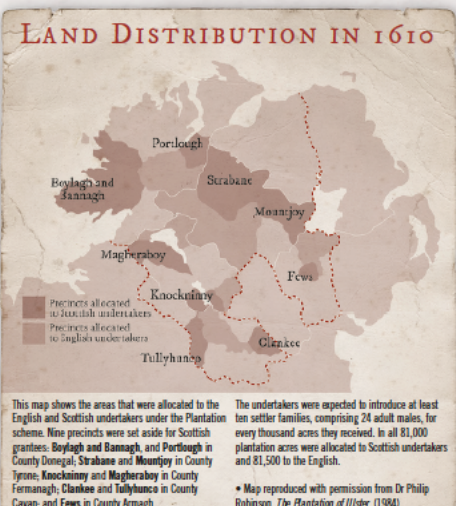 LAND DISTRIBUTION IN 1610
Portlough
Boylagh and
Bannagh
Strabane
Mountjoy
Magheraboy
Fews
Knockninny
Precincts allocated
to Scottish undertakers
Precincts allocated
to English undertakers
Clankee
Tullyhunco
This map shows the areas that were allocated to the
English and Scottish undertakers under the Plantation
scheme. Nine precincts were set aside for Scottish
grantees: Boylagh and Bannagh, and Portlough in
County Donegal; Strabane and Mountjoy in County
Tyrone; Knockninny and Magheraboy in County
Fermanagh; Clankee and Tullyhunco in County
Cavan; and Fews in County Armagh.
The undertakers were expected to introduce at least
ten settler families, comprising 24 adult males, for
every thousand acres they received. In all 81,000
plantation acres were allocated to Scottish undertakers
and 81,500 to the English.
• Map reproduced with permission from Dr Philip
Robinson, The Plantation of Ulster (1984)